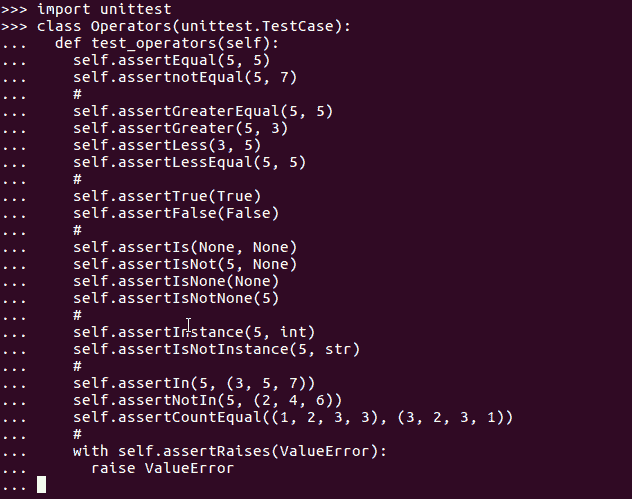 >>> import unittest
>>> class Operators(unittest.TestCase):
...   def test_operators(self):
...     self.assertEqual(5, 5)
...     self.assertnotEqual(5, 7)
...     #
...     self.assertGreaterEqual(5, 5)
...     self.assertGreater(5, 3)
...     self.assertLess(3, 5)
...     self.assertLessEqual(5, 5)
...     #
...     self.assertTrue(True)
...     self.assertFalse(False)
...     #
...     self.assertIs(None, None)
...     self.assertIsNot(5, None)
...     self.assertIsNone(None)
...     self.assertIsNotNone(5)
...     #
...     self.assertInstance(5, int)
...     self.assertIsNotInstance(5, str)
...     #
...     self.assertIn(5, (3, 5, 7))
...     self.assertNotIn(5, (2, 4, 6))
...     self.assertCountEqual((1, 2, 3, 3), (3, 2, 3, 1))
...     #
...     with self.assertRaises(ValueError):
...       raise ValueError
...